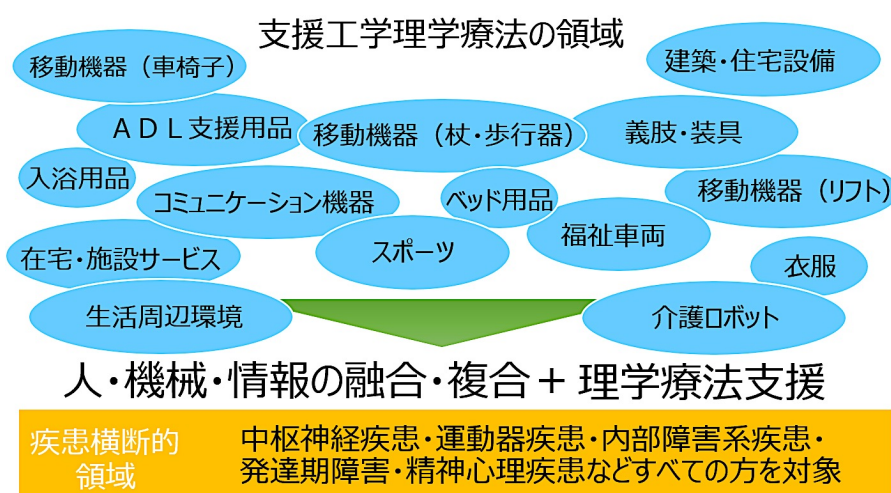 支援工学理学療法の領域
移動機器（車椅子）
建築・住宅設備
ＡＤＬ支援用品
移動機器（杖・歩行器）
義肢・装具
入浴用品
コミュニケーション機器
ベッド用品
移動機器（リフト）
在宅・施設サービス
スポーツ
福祉車両
衣服
生活周辺環境
介護ロボット
人・機械・情報の融合・複合＋理学療法支援
疾患横断的
領域
中枢神経疾患・運動器疾患・内部障害系疾患・
発達期障害・精神心理疾患などすべての方を対象